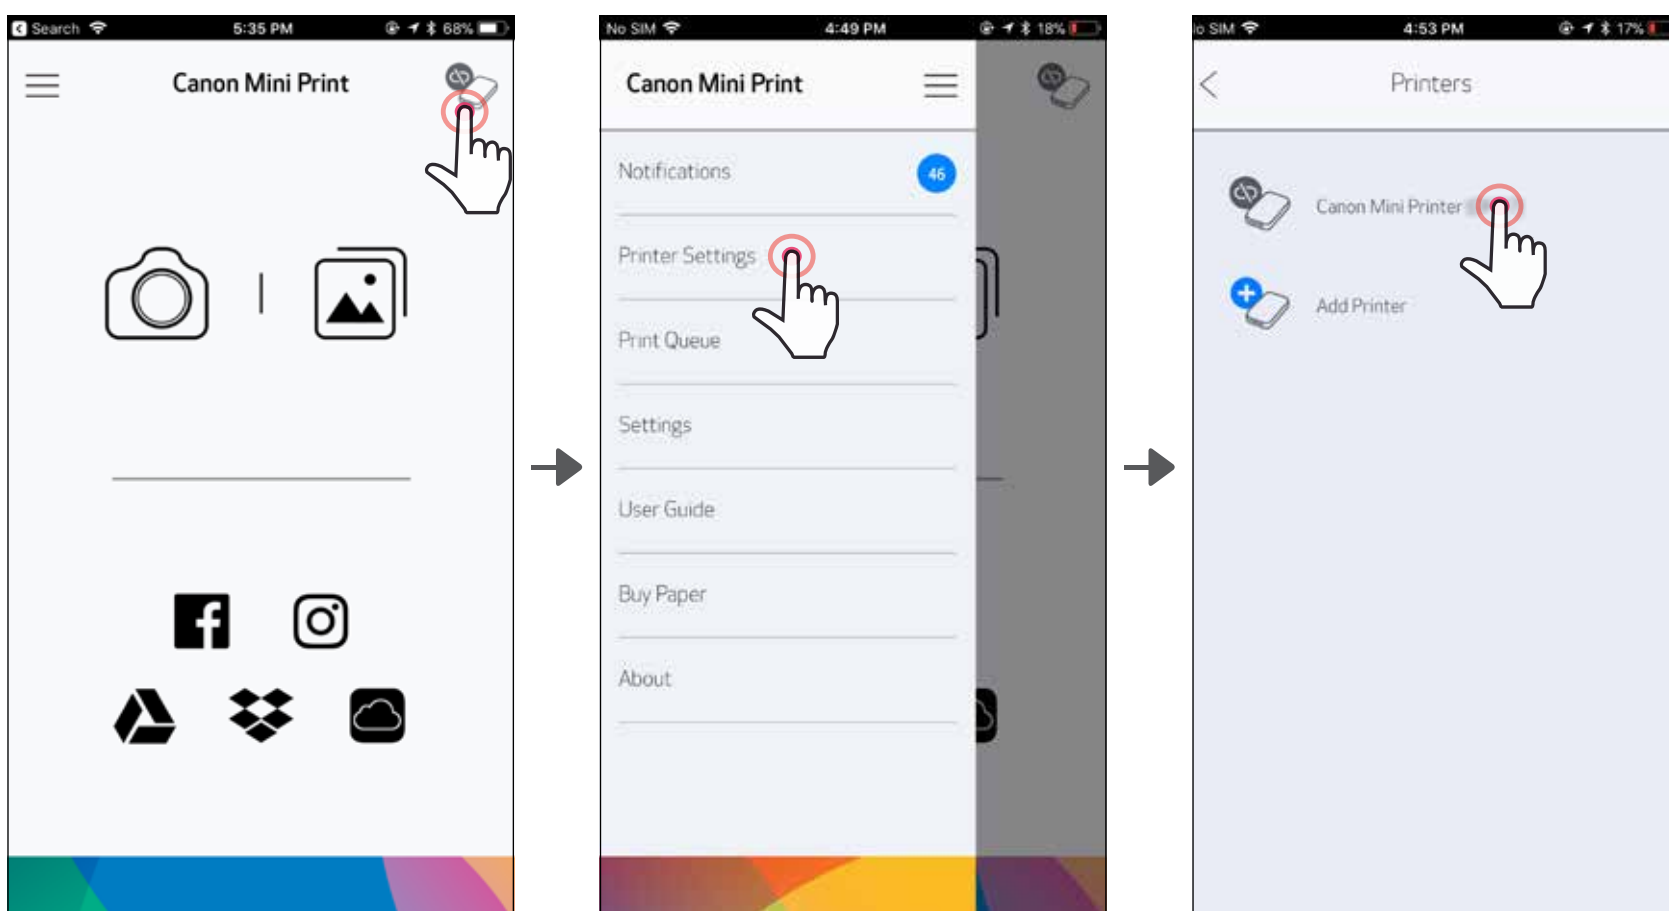 Search 5:35 PM 68%
Canon Mini Print
No SIM 4:49 PM 18%
Canon Mini Print
Notifications 46
Printer Settings
Print Queue
Settings
User Guide
Buy Paper
About
o SIM 4:53 PM 17%
Printers
Canon Mini Printer
Add Printer